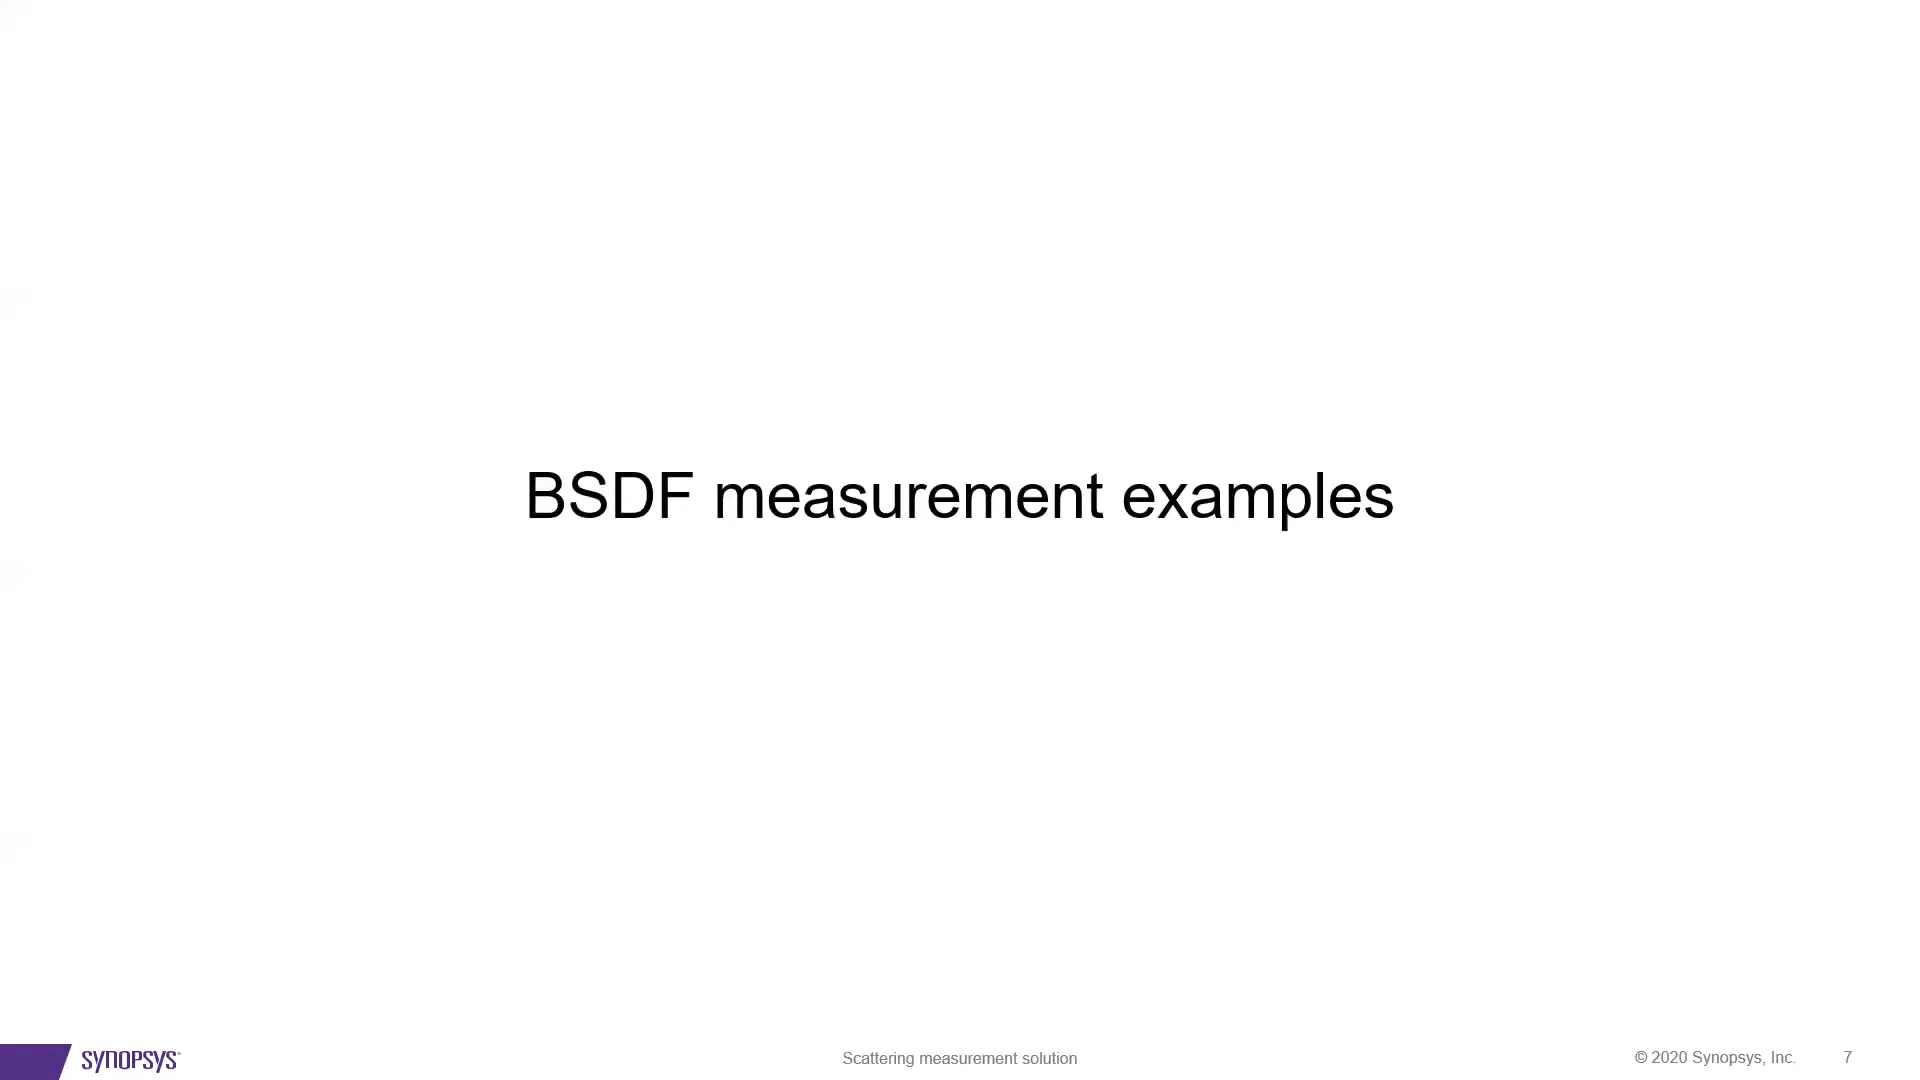 BSDF measurement examples
SYNOPSYS
Scattering measurement solution
© 2020 Synopsys, Inc.
7